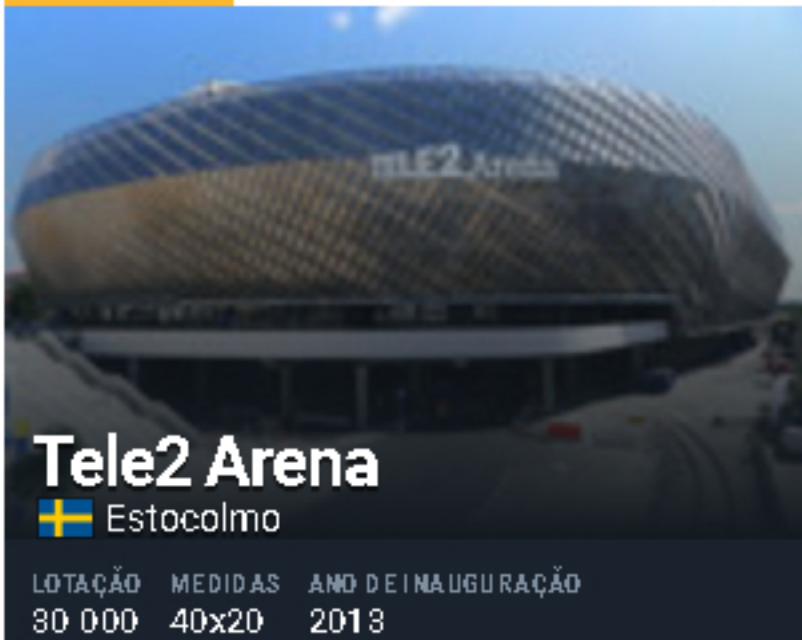 TELE2 Arena
Tele2 Arena
Estocolmo
LOTAÇÃO MEDIDAS ANO DE INAUGURAÇÃO
30 000 40x20 2013